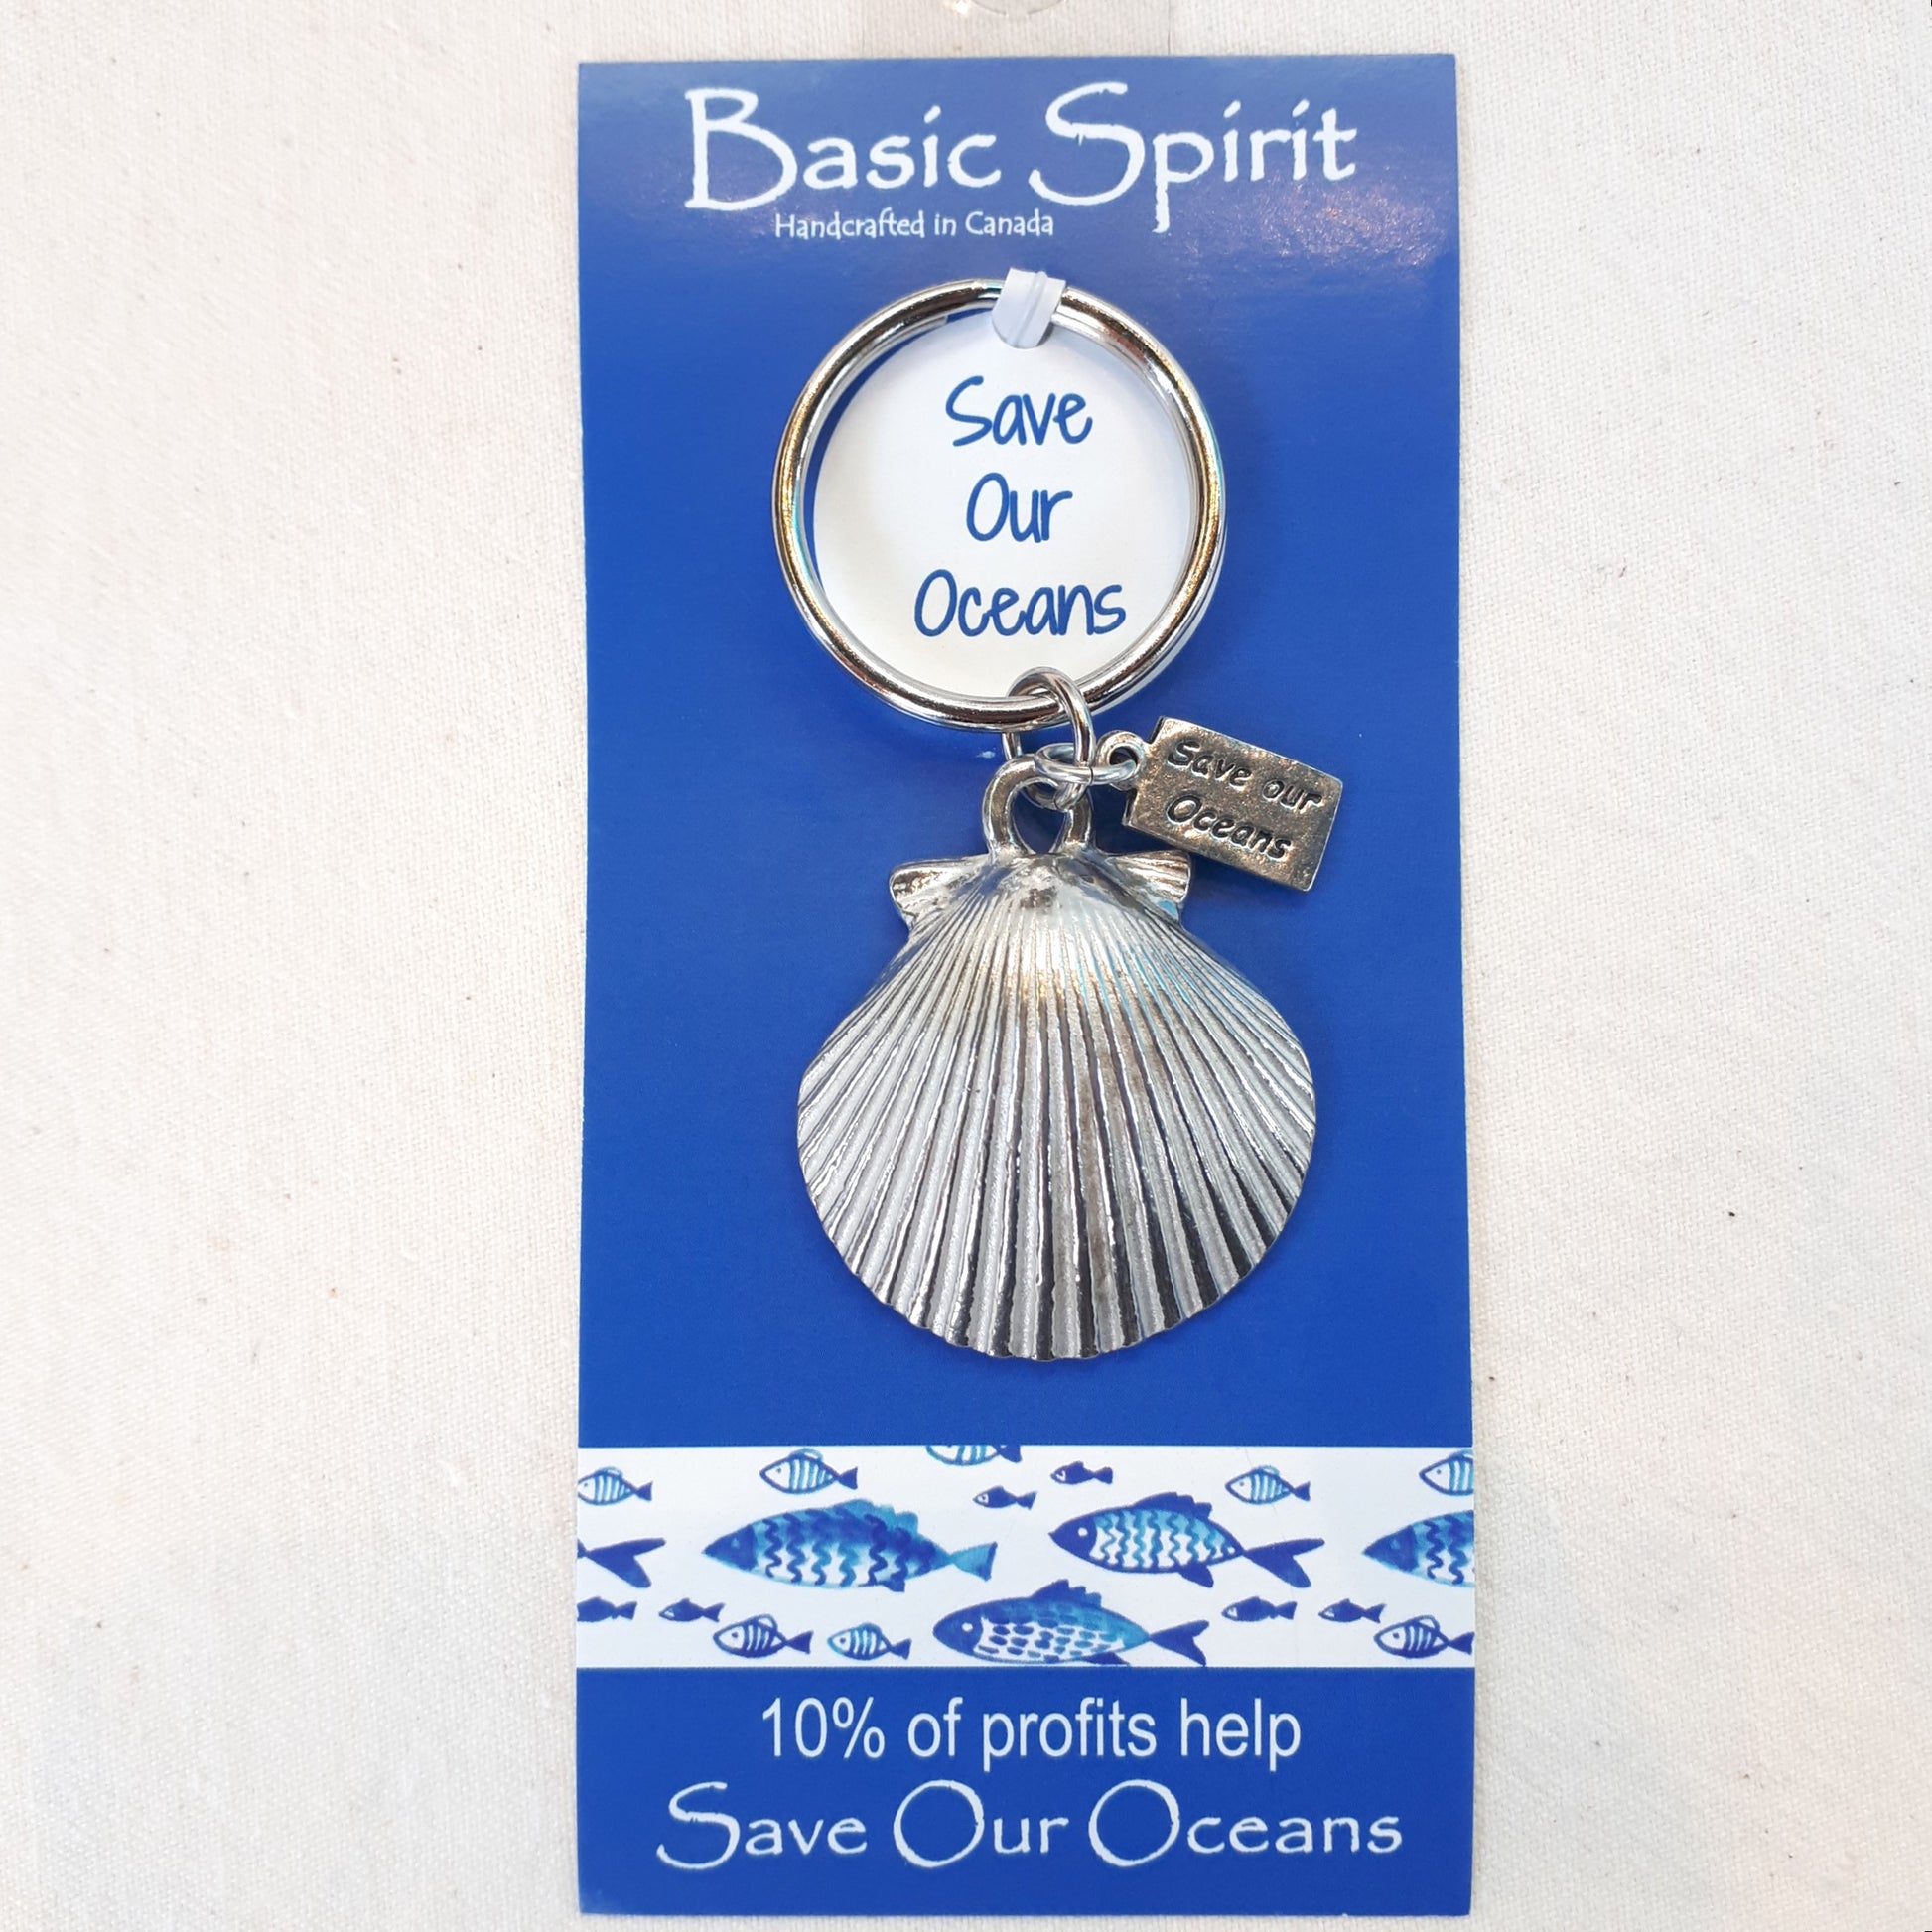 Basic Spirit
Handcrafted in Canada
Save
Our
Oceans
Save our
Oceans
10% of profits help
Save Our Oceans